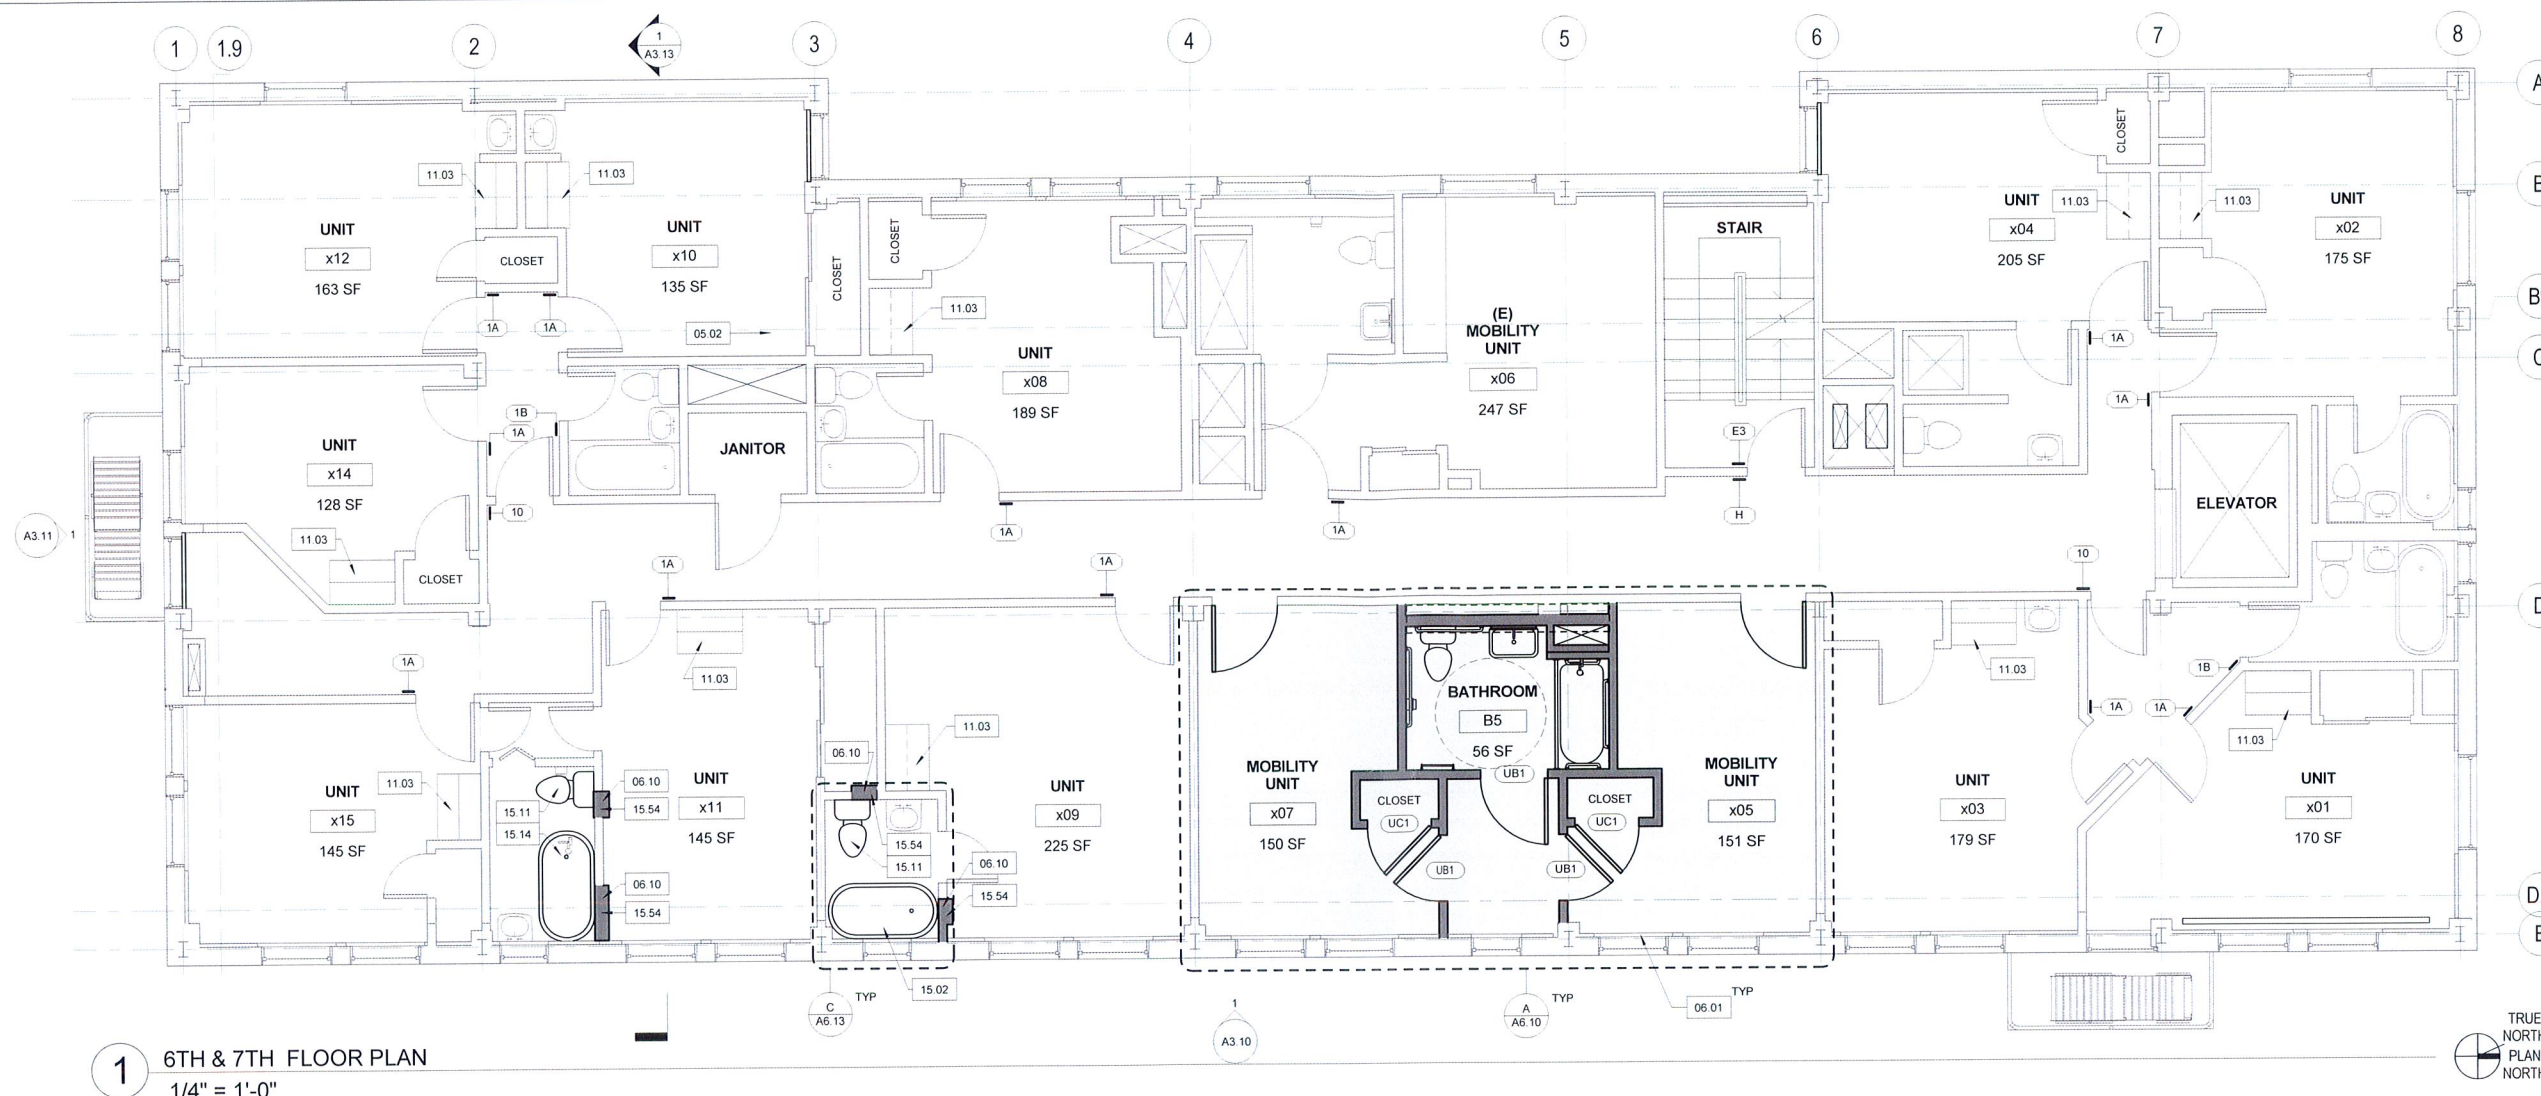 1
1.9
2
1
A3.13
3
4
5
6
7
8
A
B
B
C
D
D
E
UNIT
x12
163 SF
11.03
11.03
CLOSET
UNIT
x10
135 SF
1A
1A
05.02
CLOSET
CLOSET
11.03
UNIT
x08
189 SF
(E)
MOBILITY
UNIT
x06
247 SF
STAIR
UNIT
x04
205 SF
CLOSET
11.03
11.03
UNIT
x02
175 SF
1A
1A
UNIT
x14
128 SF
11.03
CLOSET
1B
1A
10
JANITOR
1A
1A
E3
H
ELEVATOR
10
A3.11
1
1A
1A
1A
11.03
11.03
UNIT
x15
145 SF
11.03
15.11
15.14
06.10
15.54
06.10
15.54
UNIT
x11
145 SF
06.10
15.54
15.11
06.10
15.54
UNIT
x09
225 SF
MOBILITY
UNIT
x07
150 SF
BATHROOM
B5
56 SF
UB1
CLOSET
UC1
CLOSET
UC1
UB1
UB1
MOBILITY
UNIT
x05
151 SF
11.03
UNIT
x03
179 SF
1B
1A
1A
11.03
UNIT
x01
170 SF
15.02
C
A6.13
TYP
1
A3.10
A
A6.10
TYP
06.01
TYP
1
6TH & 7TH FLOOR PLAN
1/4" = 1'-0"
TRUE
NORTH
PLAN
NORTH